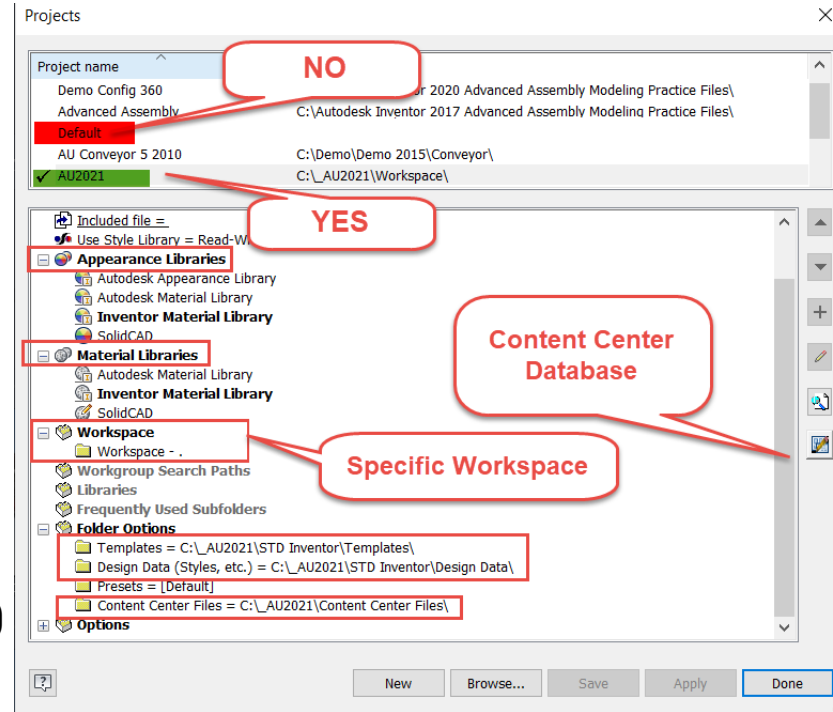 Projects
Project name
NO
Demo Config 360
r 2020 Advanced Assembly Modeling Practice Files\
Advanced Assembly
C:\Autodesk Inventor 2017 Advanced Assembly Modeling Practice Files\
Default
AU Conveyor 5 2010
C:\Demo\Demo 2015\Conveyor\
AU2021
C:\_AU2021\Workspace\
YES
Included file =
Use Style Library = Read-W
Appearance Libraries
Autodesk Appearance Library
Autodesk Material Library
Inventor Material Library
SolidCAD
Content Center
Database
Material Libraries
Autodesk Material Library
Inventor Material Library
SolidCAD
Workspace
Workspace - .
Specific Workspace
Workgroup Search Paths
Libraries
Frequently Used Subfolders
Folder Options
Templates = C:\_AU2021\STD Inventor\Templates\
Design Data (Styles, etc.) = C:\_AU2021\STD Inventor\Design Data\
Presets = [Default]
Content Center Files = C:\_AU2021\Content Center Files\
Options
New
Browse...
Save
Apply
Done